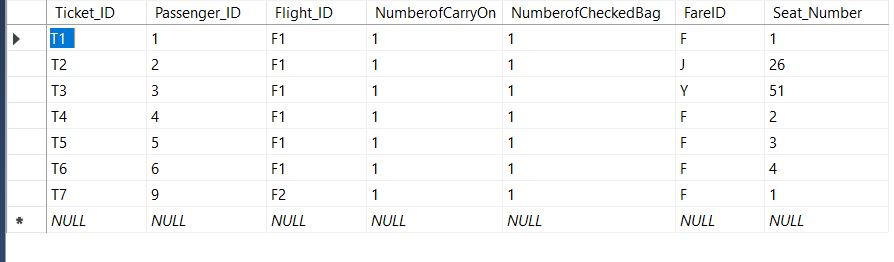 Ticket_ID Passenger_ID Flight_ID NumberofCarryOn NumberofCheckedBag FareID Seat_Number
T1 1 F1 1 1 F 1
T2 2 F1 1 1 J 26
T3 3 F1 1 1 Y 51
T4 4 F1 1 1 F 2
T5 5 F1 1 1 F 3
T6 6 F1 1 1 F 4
T7 9 F2 1 1 F 1
* NULL NULL NULL NULL NULL NULL NULL